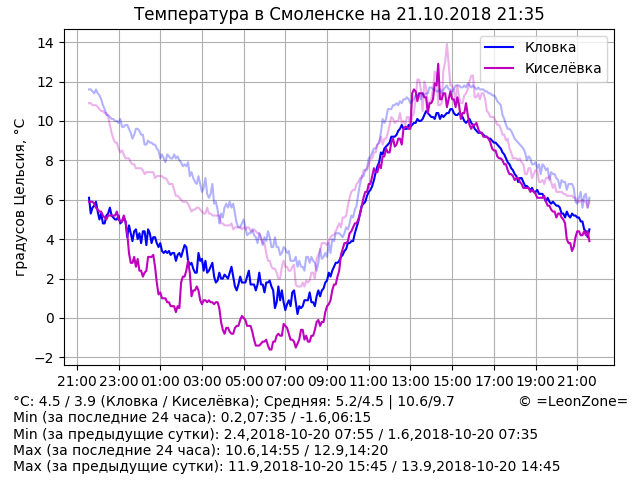 Температура в Смоленске на 21.10.2018 21:35
Кловка
Киселёвка
градусов Цельсия, °C
14
12
10
8
6
4
2
0
−2
21:00 23:00 01:00 03:00 05:00 07:00 09:00 11:00 13:00 15:00 17:00 19:00 21:00
°C: 4.5 / 3.9 (Кловка / Киселёвка); Средняя: 5.2/4.5 | 10.6/9.7 © =LeonZone=
Min (за последние 24 часа): 0.2,07:35 / -1.6,06:15
Min (за предыдущие сутки): 2.4,2018-10-20 07:55 / 1.6,2018-10-20 07:35
Max (за последние 24 часа): 10.6,14:55 / 12.9,14:20
Max (за предыдущие сутки): 11.9,2018-10-20 15:45 / 13.9,2018-10-20 14:45